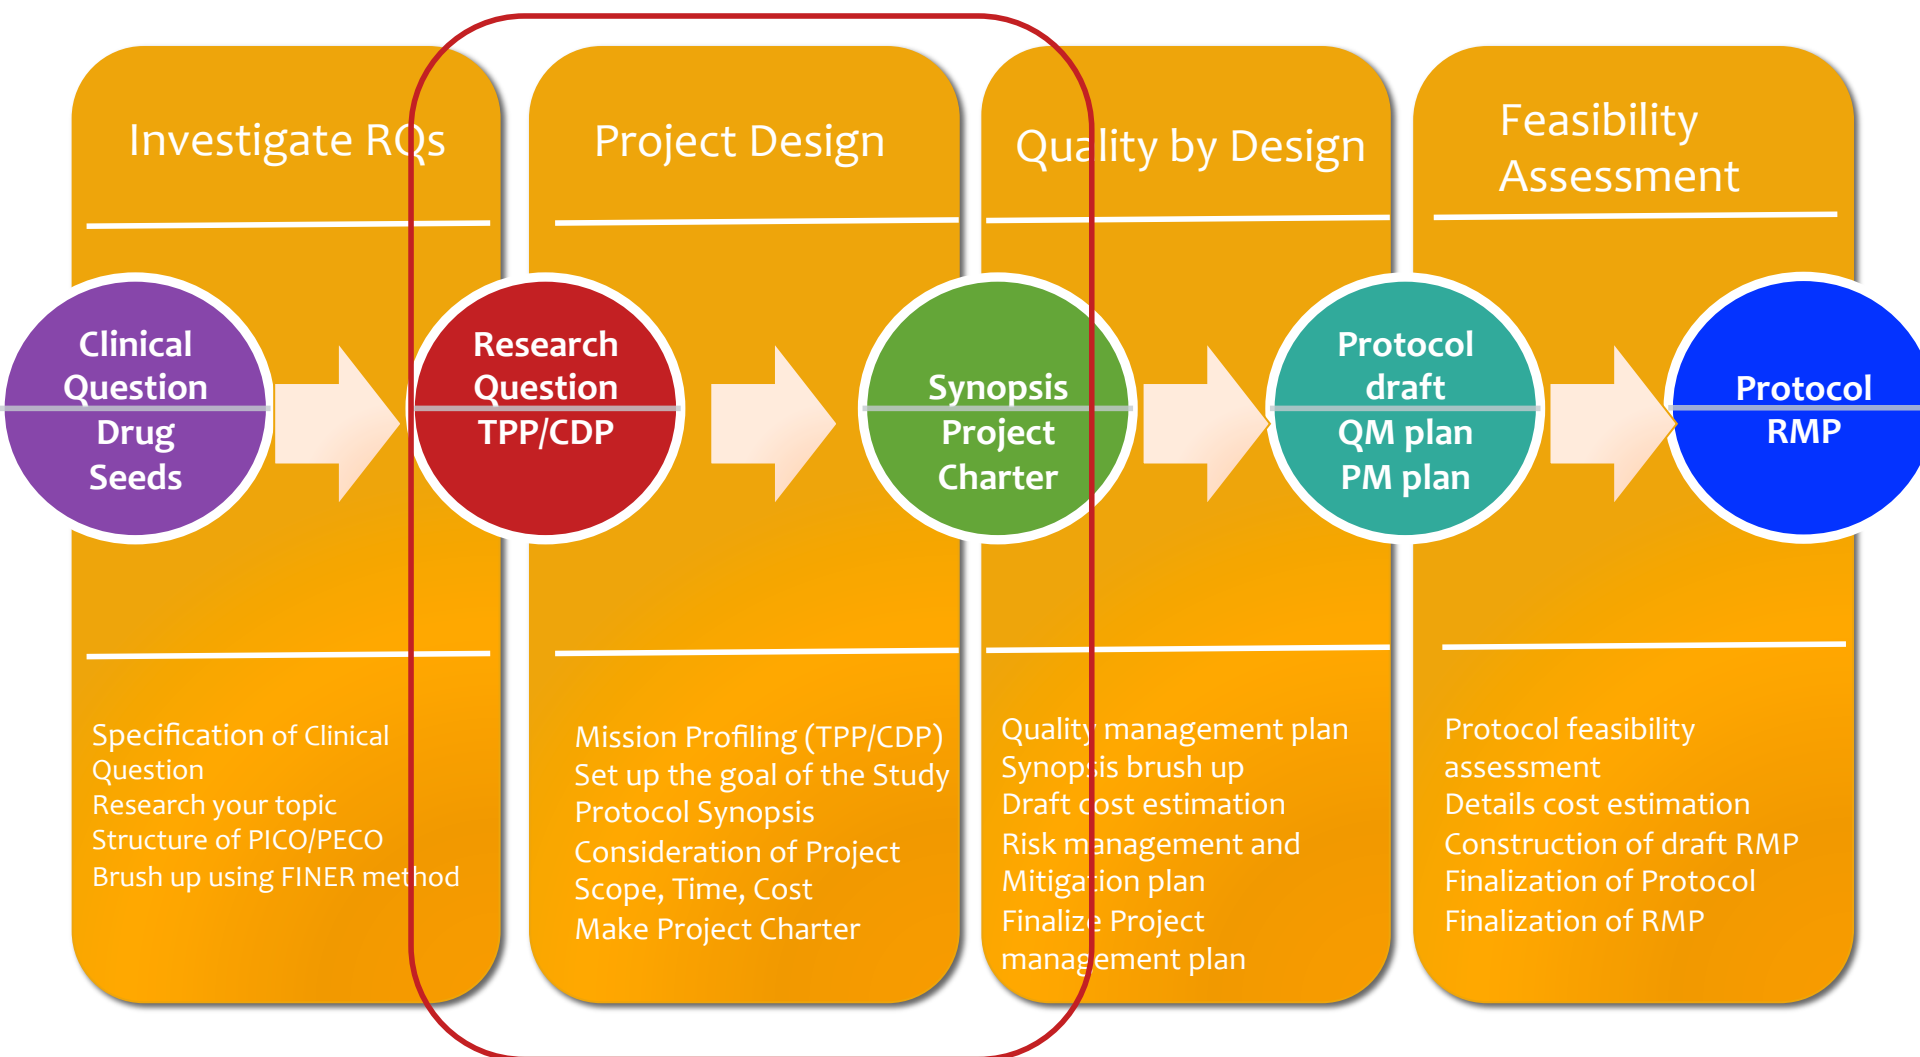 Investigate RQs
Project Design
Quality by Design
Feasibility
Assessment
Clinical
Question
Drug
Seeds
Research
Question
TPP/CDP
Synopsis
Project
Charter
Protocol
draft
QM plan
PM plan
Protocol
RMP
Specification of Clinical
Question
Research your topic
Structure of PICO/PECO
Brush up using FINER method
Mission Profiling (TPP/CDP)
Set up the goal of the Study
Protocol Synopsis
Consideration of Project
Scope, Time, Cost
Make Project Charter
Quality management plan
Synopsis brush up
Draft cost estimation
Risk management and
Mitigation plan
Finalize Project
management plan
Protocol feasibility
assessment
Details cost estimation
Construction of draft RMP
Finalization of Protocol
Finalization of RMP